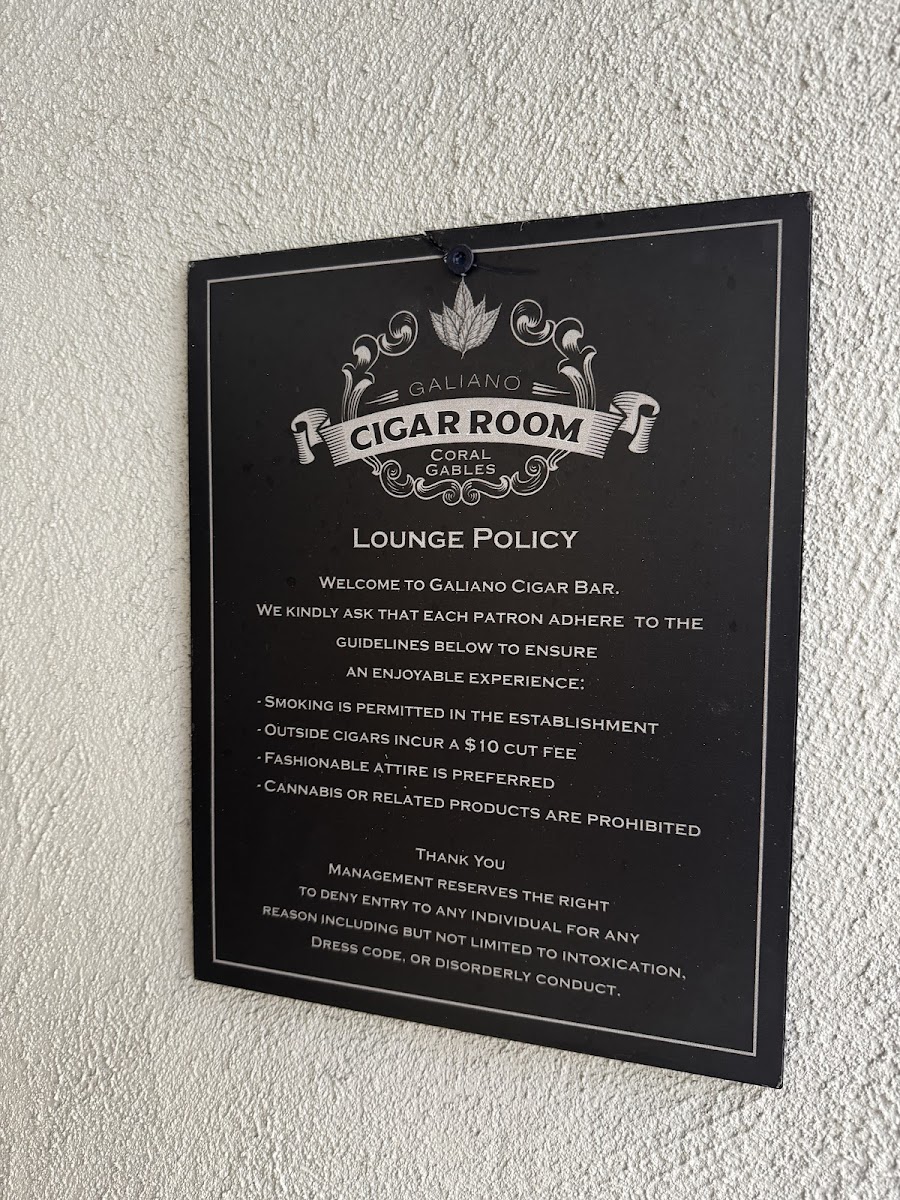 GALIANO
CIGAR ROOM
CORAL
GABLES
LOUNGE POLICY
WELCOME TO GALIANO CIGAR BAR.
WE KINDLY ASK THAT EACH PATRON ADHERE TO THE
GUIDELINES BELOW TO ENSURE
AN ENJOYABLE EXPERIENCE:
- SMOKING IS PERMITTED IN THE ESTABLISHMENT
- OUTSIDE CIGARS INCUR A $10 CUT FEE
- FASHIONABLE ATTIRE IS PREFERRED
- CANNABIS OR RELATED PRODUCTS ARE PROHIBITED
THANK YOU
MANAGEMENT RESERVES THE RIGHT
TO DENY ENTRY TO ANY INDIVIDUAL FOR ANY
REASON INCLUDING BUT NOT LIMITED TO INTOXICATION,
DRESS CODE, OR DISORDERLY CONDUCT.